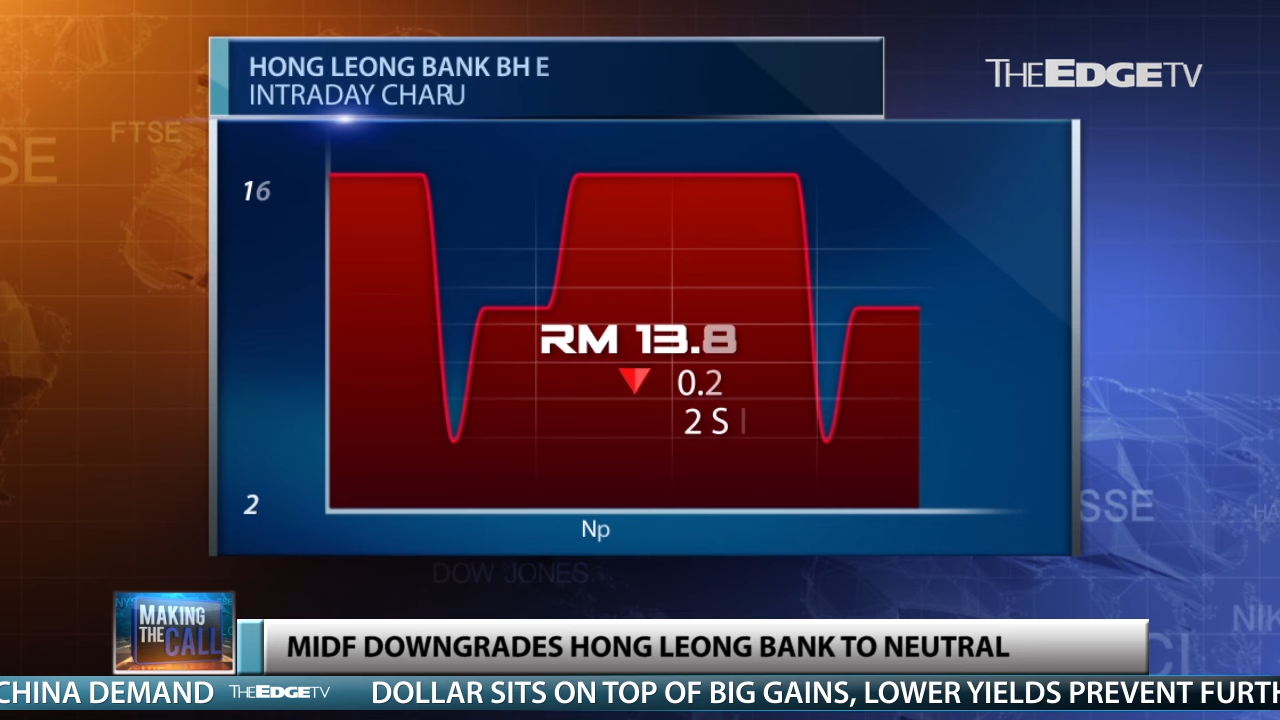 HONG LEONG BANK BH E
INTRADAY CHARU
THEEDGETV
FTSE
SE
16
RM 13.8
0.2
2 S
2
Np
SSE
DOW JONES
NIK
CI
MAKING
THE CALL
MIDF DOWNGRADES HONG LEONG BANK TO NEUTRAL
CHINA DEMAND THEEDGETV DOLLAR SITS ON TOP OF BIG GAINS, LOWER YIELDS PREVENT FURTH